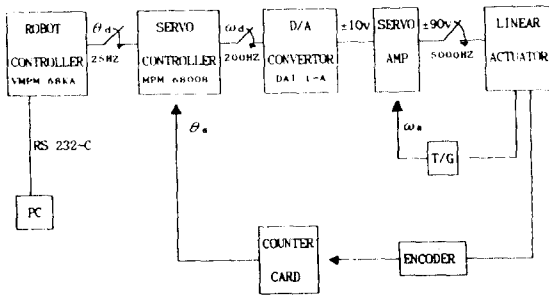 ROBOT
CONTROLLER
VMPM 68KA
θd
25HZ
SERVO
CONTROLLER
MPM 68008
ωd
200HZ
D/A
CONVERTOR
DAI 1-A
±10v
SERVO
AMP
±90v
5000HZ
LINEAR
ACTUATOR
RS 232-C
θa
ωa
T/G
PC
COUNTER
CARD
ENCODER